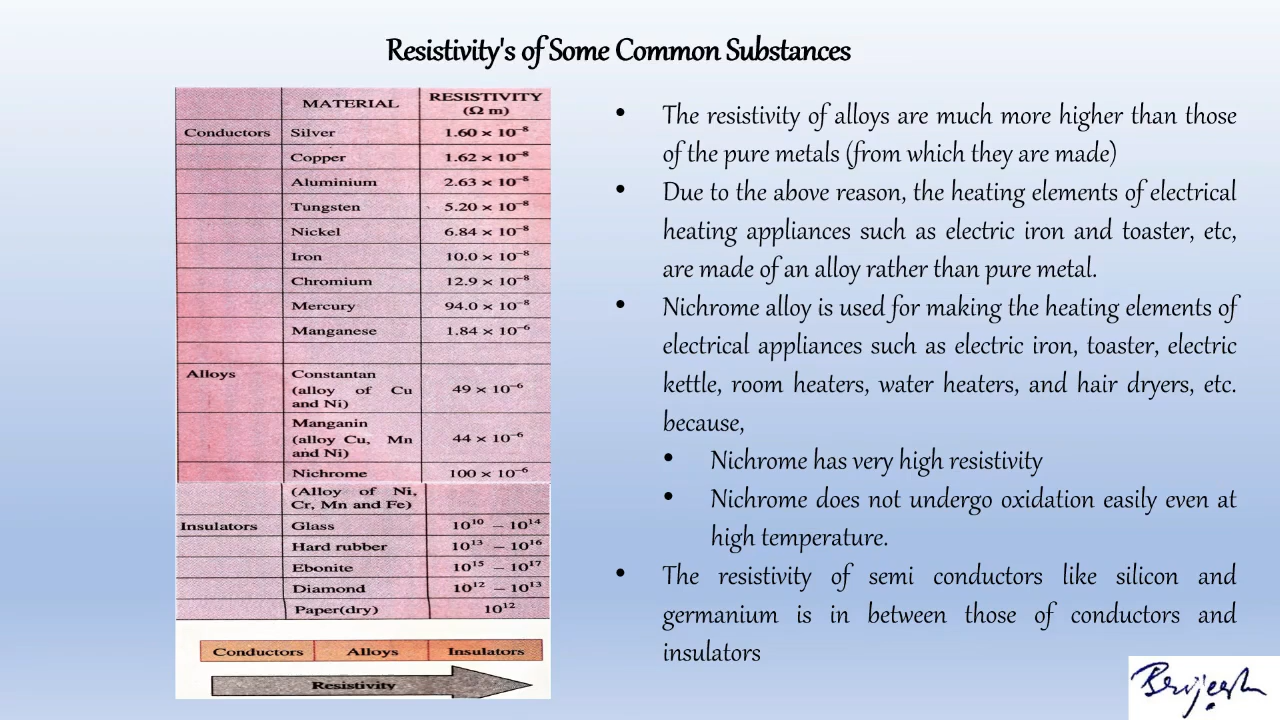 Resistivity's of Some Common Substances
MATERIAL RESISTIVITY (Ω m)
Conductors Silver 1.60 × 10⁻⁸
Copper 1.62 × 10⁻⁸
Aluminium 2.63 × 10⁻⁸
Tungsten 5.20 × 10⁻⁸
Nickel 6.84 × 10⁻⁸
Iron 10.0 × 10⁻⁸
Chromium 12.9 × 10⁻⁸
Mercury 94.0 × 10⁻⁸
Manganese 1.84 × 10⁻⁶
Alloys Constantan
(alloy of Cu 49 × 10⁻⁶
and Ni)
Manganin
(alloy Cu, Mn 44 × 10⁻⁶
and Ni)
Nichrome 100 × 10⁻⁶
(Alloy of Ni,
Cr, Mn and Fe)
Insulators Glass 10¹⁰ – 10¹⁴
Hard rubber 10¹³ – 10¹⁶
Ebonite 10¹⁵ – 10¹⁷
Diamond 10¹² – 10¹³
Paper(dry) 10¹²
Conductors Alloys Insulators
Resistivity
• The resistivity of alloys are much more higher than those
of the pure metals (from which they are made)
• Due to the above reason, the heating elements of electrical
heating appliances such as electric iron and toaster, etc,
are made of an alloy rather than pure metal.
• Nichrome alloy is used for making the heating elements of
electrical appliances such as electric iron, toaster, electric
kettle, room heaters, water heaters, and hair dryers, etc.
because,
• Nichrome has very high resistivity
• Nichrome does not undergo oxidation easily even at
high temperature.
• The resistivity of semi conductors like silicon and
germanium is in between those of conductors and
insulators